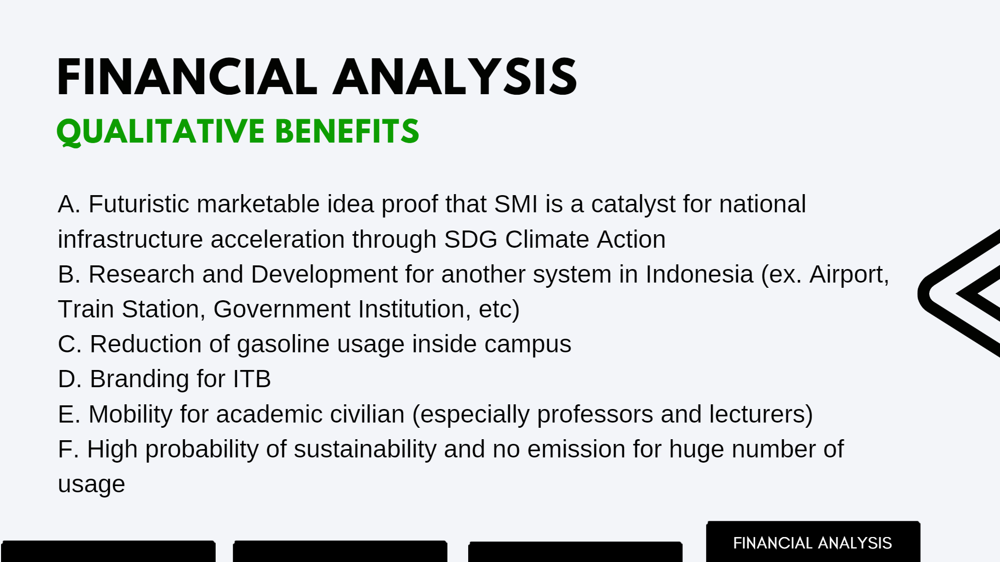 FINANCIAL ANALYSIS
QUALITATIVE BENEFITS
A. Futuristic marketable idea proof that SMI is a catalyst for national
infrastructure acceleration through SDG Climate Action
B. Research and Development for another system in Indonesia (ex. Airport,
Train Station, Government Institution, etc)
C. Reduction of gasoline usage inside campus
D. Branding for ITB
E. Mobility for academic civilian (especially professors and lecturers)
F. High probability of sustainability and no emission for huge number of
usage
FINANCIAL ANALYSIS